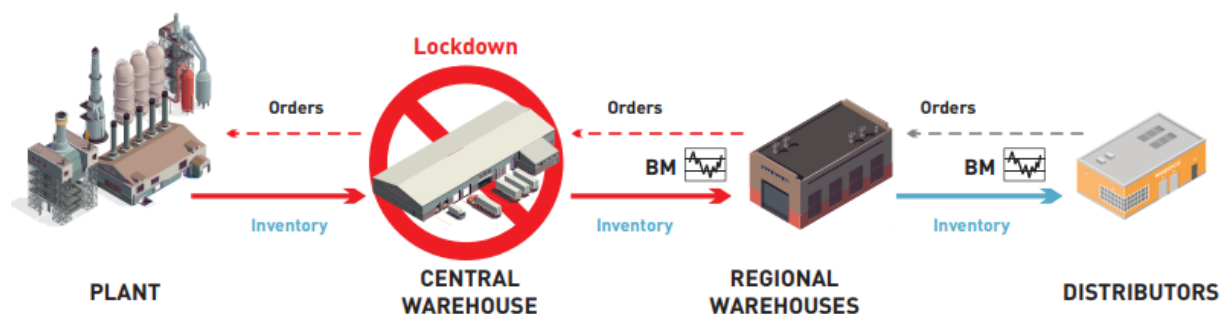 Lockdown
Orders
Orders
Orders
BM
BM
Inventory
Inventory
Inventory
PLANT
CENTRAL
WAREHOUSE
REGIONAL
WAREHOUSES
DISTRIBUTORS